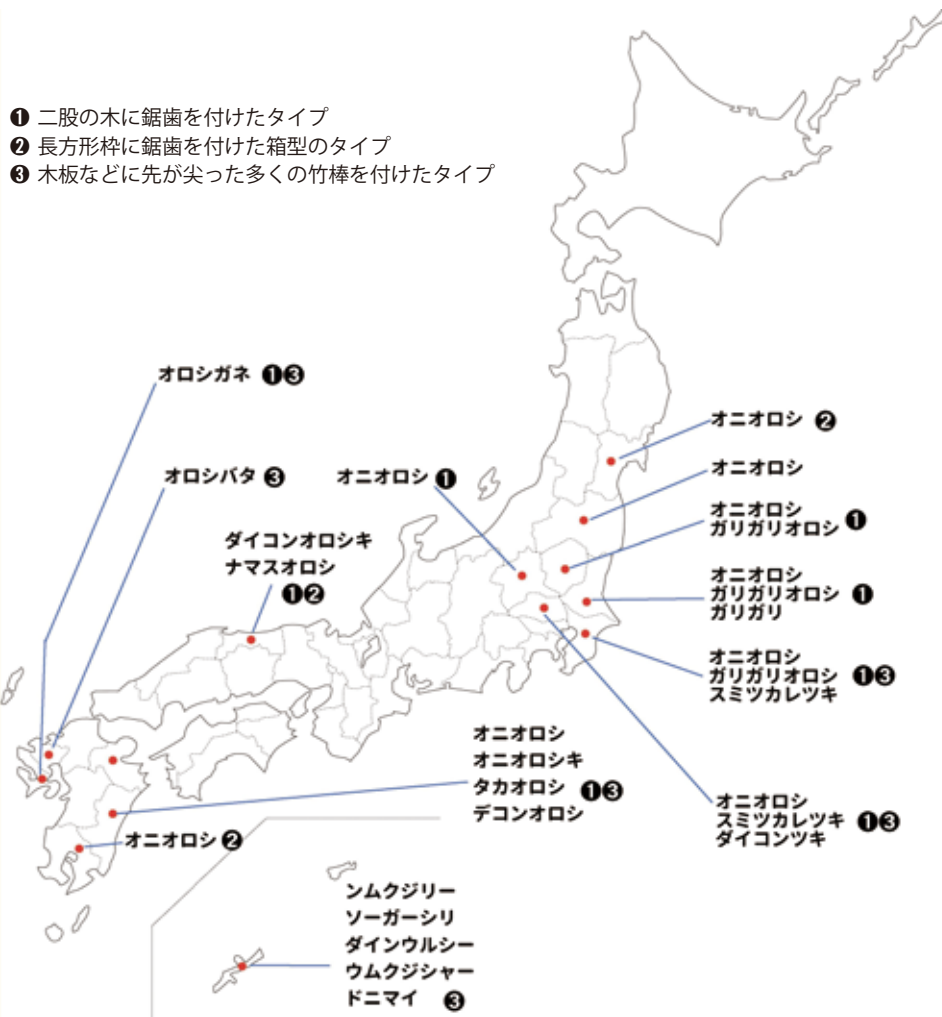 ❶ 二股の木に鋸歯を付けたタイプ
❷ 長方形枠に鋸歯を付けた箱型のタイプ
❸ 木板などに先が尖った多くの竹棒を付けたタイプ
オロシガネ ❶❸
オロシバタ ❸
オニオロシ ❶
ダイコンオロシキ
ナマスオロシ
❶❷
オニオロシ ❷
オニオロシ
オニオロシ
ガリガリオロシ ❶
オニオロシ
ガリガリオロシ ❶
ガリガリ
オニオロシ
ガリガリオロシ ❶❸
スミツカレツキ
オニオロシ
スミツカレツキ ❶❸
ダイコンツキ
オニオロシ
オニオロシキ
タカオロシ ❶❸
デコンオロシ
オニオロシ ❷
ンムクジリー
ソーガーシリ
ダインウルシー
ウムクジシャー
ドニマイ ❸